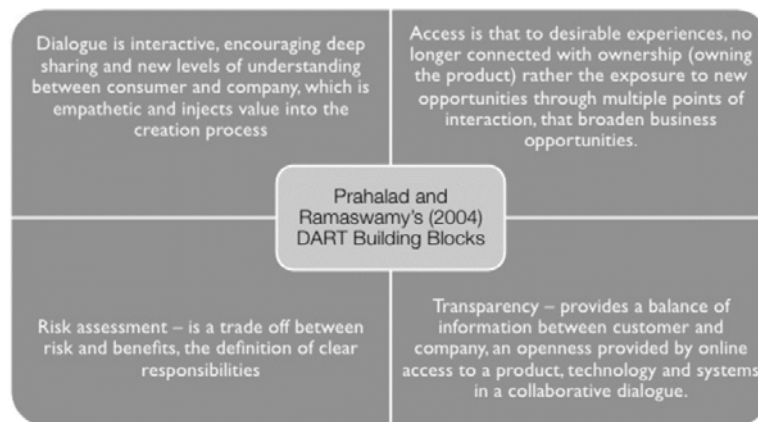 Dialogue is interactive, encouraging deep
sharing and new levels of understanding
between consumer and company, which is
empathetic and injects value into the
creation process
Access is that to desirable experiences, no
longer connected with ownership (owning
the product) rather the exposure to new
opportunities through multiple points of
interaction, that broaden business
opportunities.
Prahalad and
Ramaswamy's (2004)
DART Building Blocks
Risk assessment – is a trade off between
risk and benefits, the definition of clear
responsibilities
Transparency – provides a balance of
information between customer and
company, an openness provided by online
access to a product, technology and systems
in a collaborative dialogue.